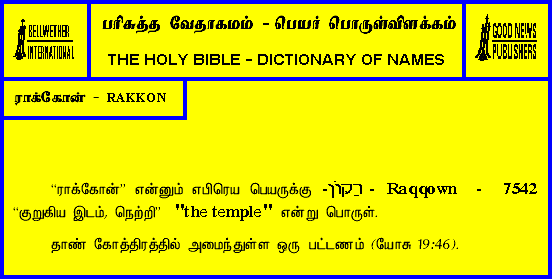 BELLWETHER
INTERNATIONAL
பரிசுத்த வேதாகமம் - பெயர் பொருள்விளக்கம்
THE HOLY BIBLE - DICTIONARY OF NAMES
GOOD NEWS
PUBLISHERS
ராக்கோன் - RAKKON
“ராக்கோன்” என்னும் எபிரெய பெயருக்கு -רקון - Raqqown - 7542
“குறுகிய இடம், நெற்றி” "the temple" என்று பொருள்.
தாண் கோத்திரத்தில் அமைந்துள்ள ஒரு பட்டணம் (யோசு 19:46).